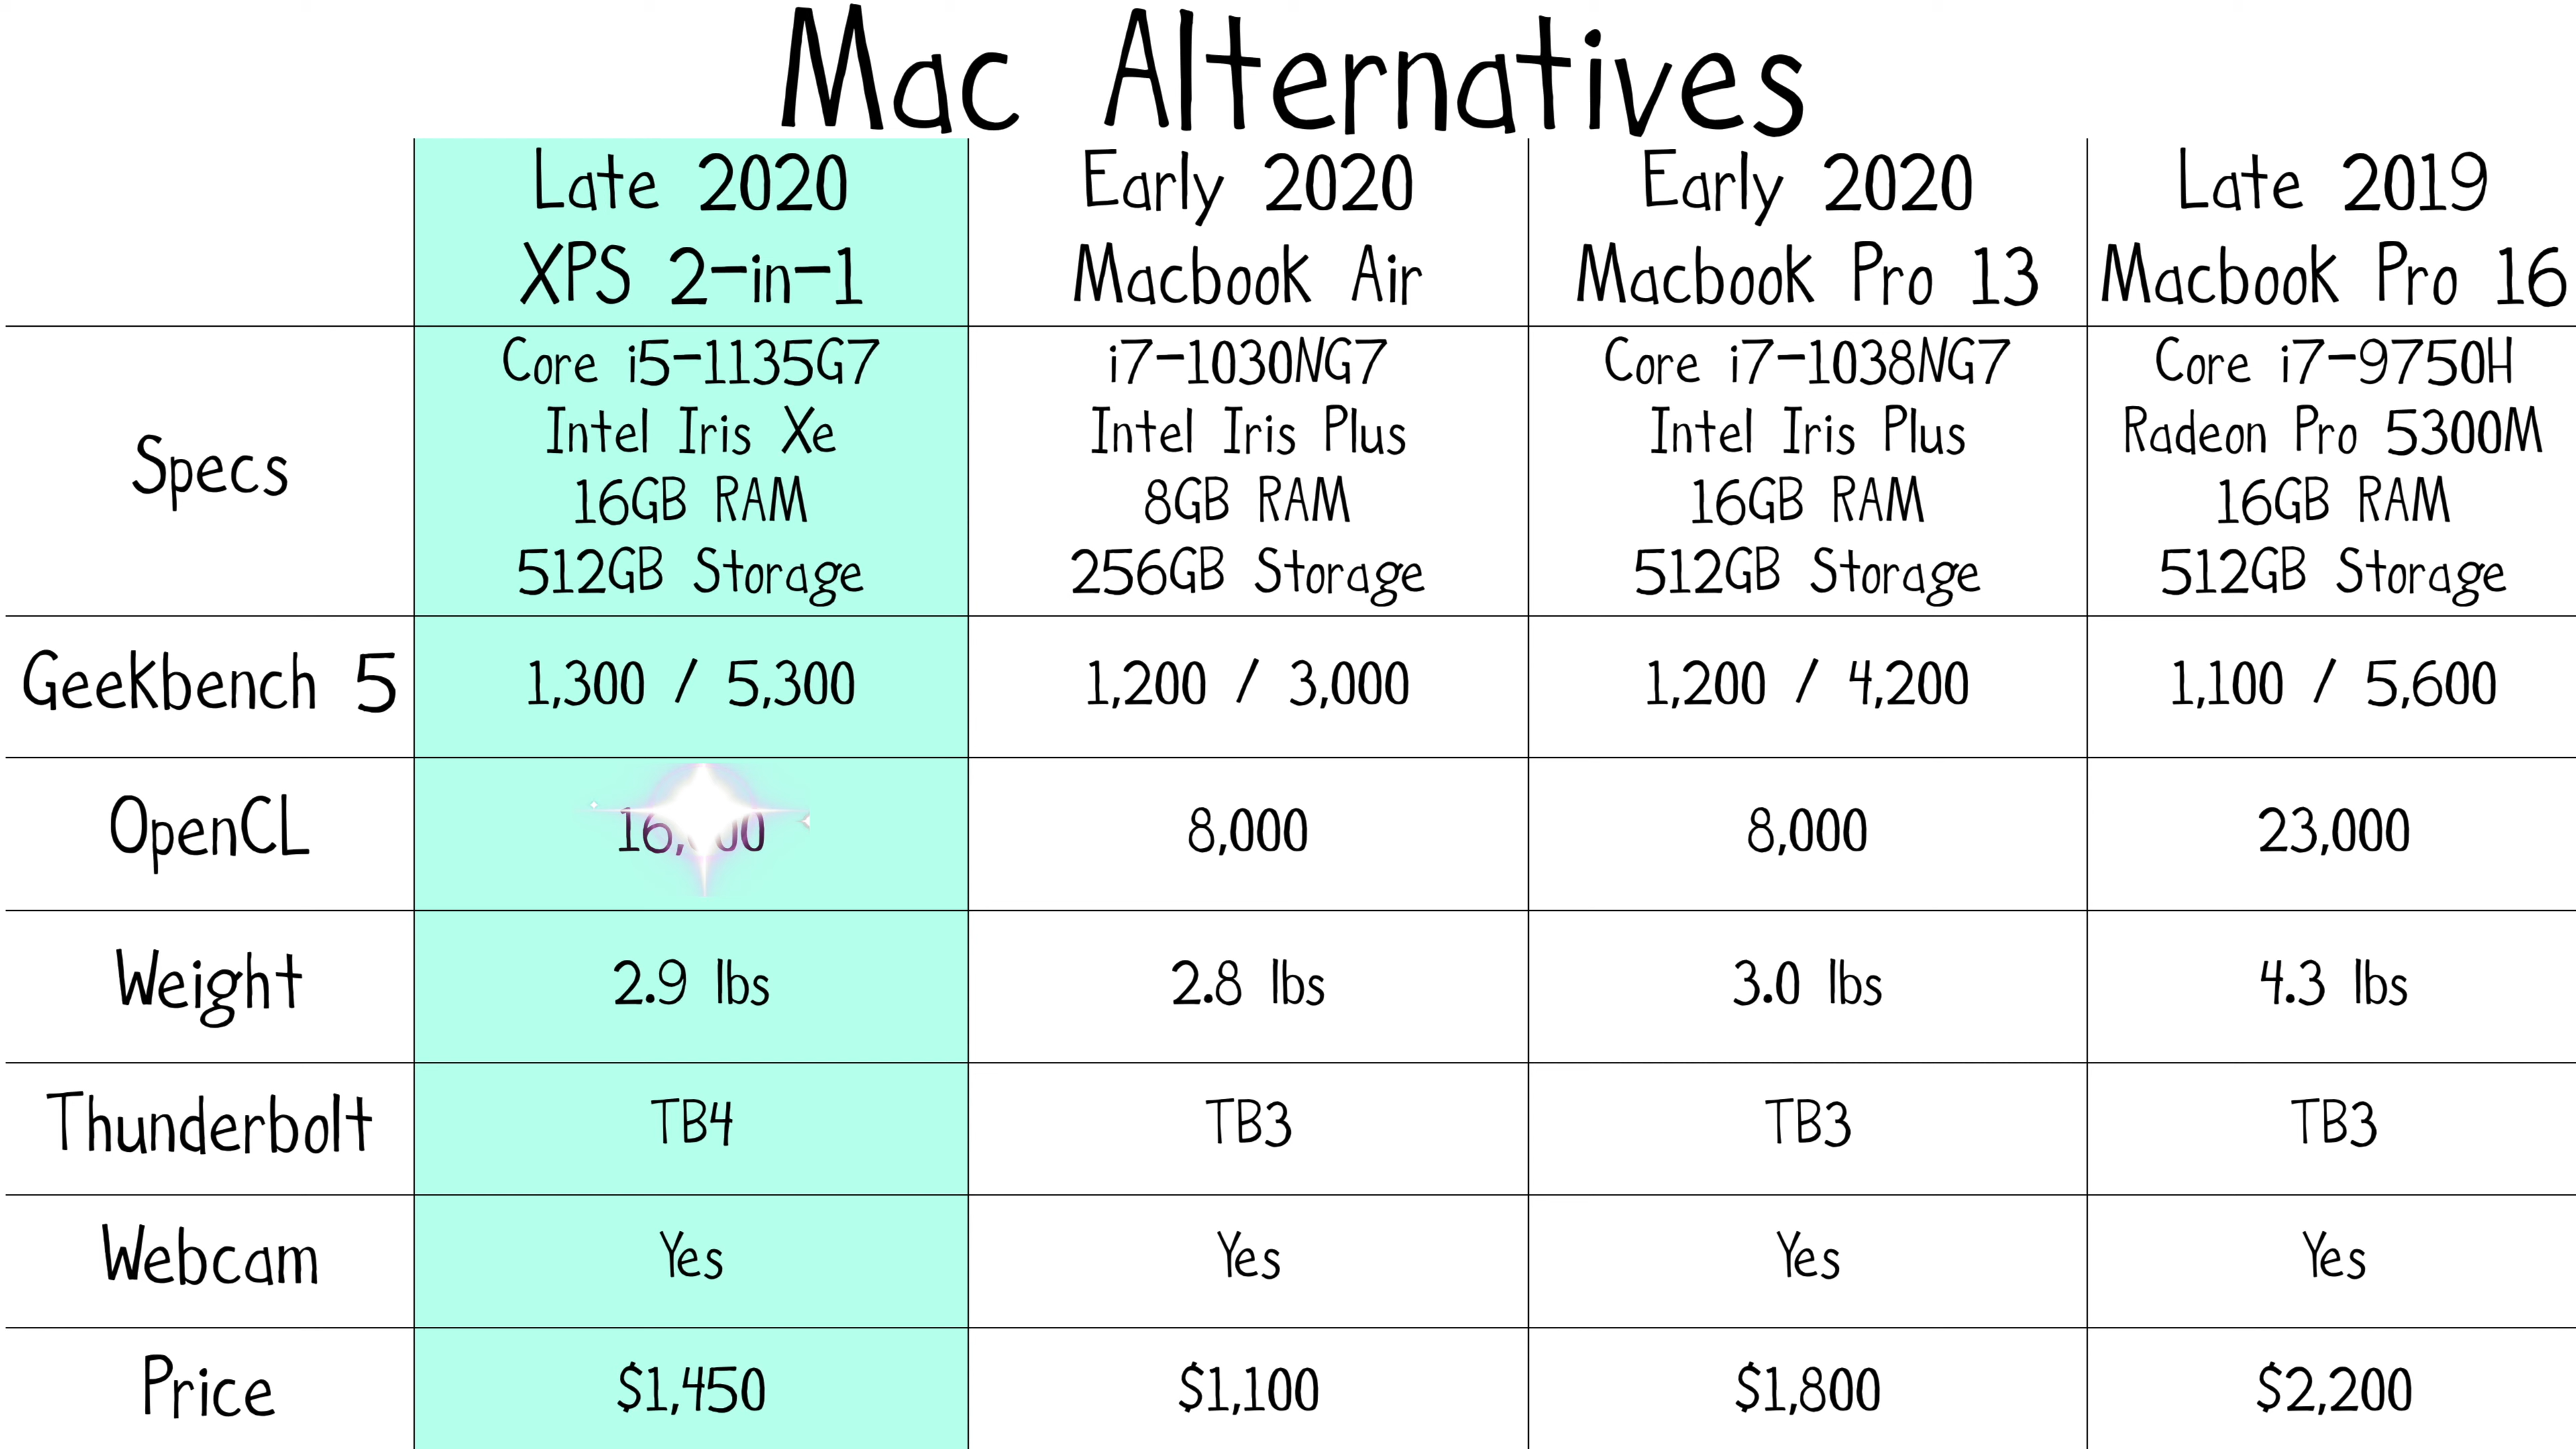 Mac Alternatives
Late 2020 Early 2020 Early 2020 Late 2019
XPS 2-in-1 Macbook Air Macbook Pro 13 Macbook Pro 16
Specs
Core i5-1135G7 i7-1030NG7 Core i7-1038NG7 Core i7-9750H
Intel Iris Xe Intel Iris Plus Intel Iris Plus Radeon Pro 5300M
16GB RAM 8GB RAM 16GB RAM 16GB RAM
512GB Storage 256GB Storage 512GB Storage 512GB Storage
Geekbench 5 1,300 / 5,300 1,200 / 3,000 1,200 / 4,200 1,100 / 5,600
OpenCL 8,000 8,000 23,000
Weight 2.9 lbs 2.8 lbs 3.0 lbs 4.3 lbs
Thunderbolt TB4 TB3 TB3 TB3
Webcam Yes Yes Yes Yes
Price $1,450 $1,100 $1,800 $2,200